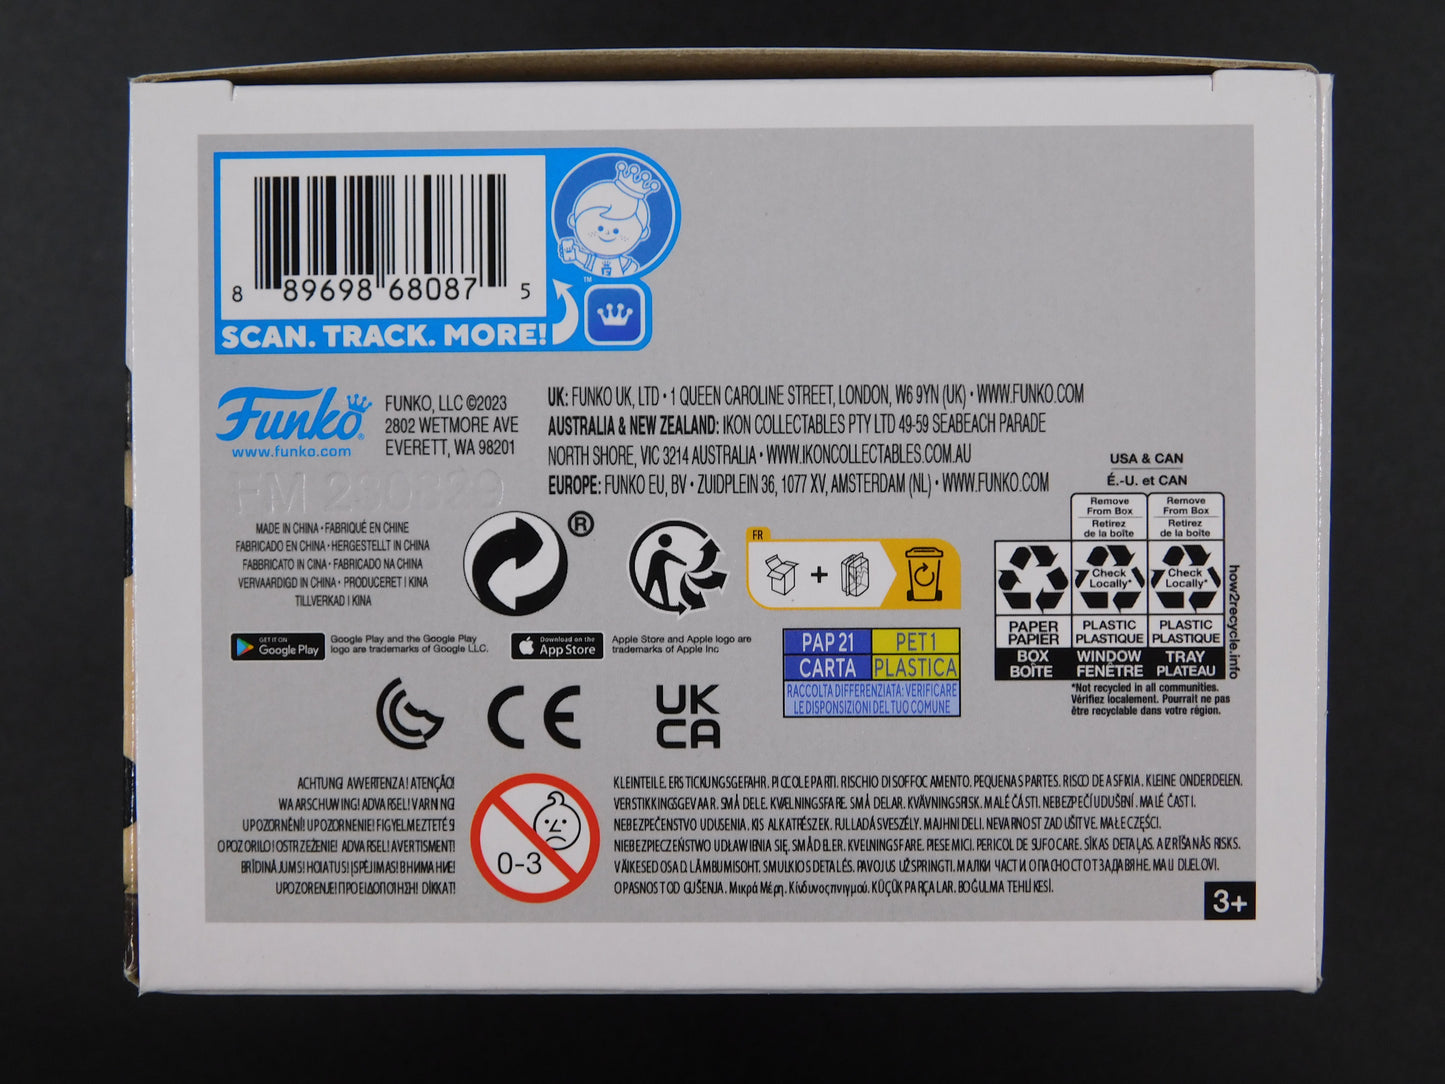 8 89698 68087 5
SCAN. TRACK. MORE!
™
Funko®
www.funko.com
FUNKO, LLC ©2023
2802 WETMORE AVE
EVERETT, WA 98201
UK: FUNKO UK, LTD • 1 QUEEN CAROLINE STREET, LONDON, W6 9YN (UK) • WWW.FUNKO.COM
AUSTRALIA & NEW ZEALAND: IKON COLLECTABLES PTY LTD 49-59 SEABEACH PARADE
NORTH SHORE, VIC 3214 AUSTRALIA • WWW.IKONCOLLECTABLES.COM.AU
EUROPE: FUNKO EU, BV • ZUIDPLEIN 36, 1077 XV, AMSTERDAM (NL) • WWW.FUNKO.COM
MADE IN CHINA • FABRIQUÉ EN CHINE
FABRICADO EN CHINA • HERGESTELLT IN CHINA
FABBRICATO IN CINA • FABRICADO NA CHINA
VERVAARDIGD IN CHINA • PRODUCERET I KINA
TILLVERKAD I KINA
®
FR
USA & CAN
É.-U. et CAN
Remove
From Box
Retirez
de la boîte
Remove
From Box
Retirez
de la boîte
Check
Locally*
Check
Locally*
PAPER
PAPIER
PLASTIC
PLASTIQUE
PLASTIC
PLASTIQUE
BOX
BOÎTE
WINDOW
FENÊTRE
TRAY
PLATEAU
how2recycle.info
*Not recycled in all communities.
Vérifiez localement. Pourrait ne pas
être recyclable dans votre région.
GET IT ON
Google Play
Google Play and the Google Play
logo are trademarks of Google LLC.
Download on the
App Store
Apple Store and Apple logo are
trademarks of Apple Inc
PAP 21
PET 1
CARTA
PLASTICA
RACCOLTA DIFFERENZIATA: VERIFICARE
LE DISPOSIZIONI DEL TUO COMUNE
CE
UK
CA
ACHTUNG! AVVERTENZA! ATENÇÃO!
WAARSCHUWING! ADVARSEL! VARNING!
UPOZORNĚNÍ! UPOZORNENIE! FIGYELMEZTETÉS!
OPOZORILO! OSTRZEŻENIE! ADVARSEL! AVERTISMENT!
BRĪDINĀJUMS! HOIATUS! ĮSPĖJIMAS! ВНИМАНИЕ!
UPOZORENJE! ΠΡΟΕΙΔΟΠΟΙΗΣΗ! DİKKAT!
0-3
KLEINTEILE. ERSTICKUNGSGEFAHR. PICCOLE PARTI. RISCHIO DI SOFFOCAMENTO. PEQUENAS PARTES. RISCO DE ASFIXIA. KLEINE ONDERDELEN.
VERSTIKKINGSGEVAAR. SMÅ DELE. KVÆLNINGSFARE. SMÅ DELAR. KVÄVNINGSRISK. MALÉ ČÁSTI. NEBEZPEČÍ UDUŠENÍ. MALÉ ČASTI.
NEBEZPEČENSTVO UDUSENIA. KIS ALKATRÉSZEK. FULLADÁSVESZÉLY. MAJHNI DELI. NEVARNOST ZADUŠITVE. MAŁE CZĘŚCI.
NIEBEZPIECZEŃSTWO UDŁAWIENIA SIĘ. SMÅ DELER. KVELNINGSFARE. PIESE MICI. PERICOL DE SUFOCARE. SĪKAS DETAĻAS. AIZRĪŠANĀS RISKS.
VÄIKESED OSAD. LÄMBUMISOHT. SMULKIOS DETALĖS. PAVOJUS UŽSPRINGTI. МАЛКИ ЧАСТИ. ОПАСНОСТ ОТ ЗАДАВЯНЕ. MALI DIJELOVI.
OPASNOST OD GUŠENJA. Μικρά Μέρη. Κίνδυνος πνιγμού. KÜÇÜK PARÇALAR. BOĞULMA TEHLİKESİ.
3+